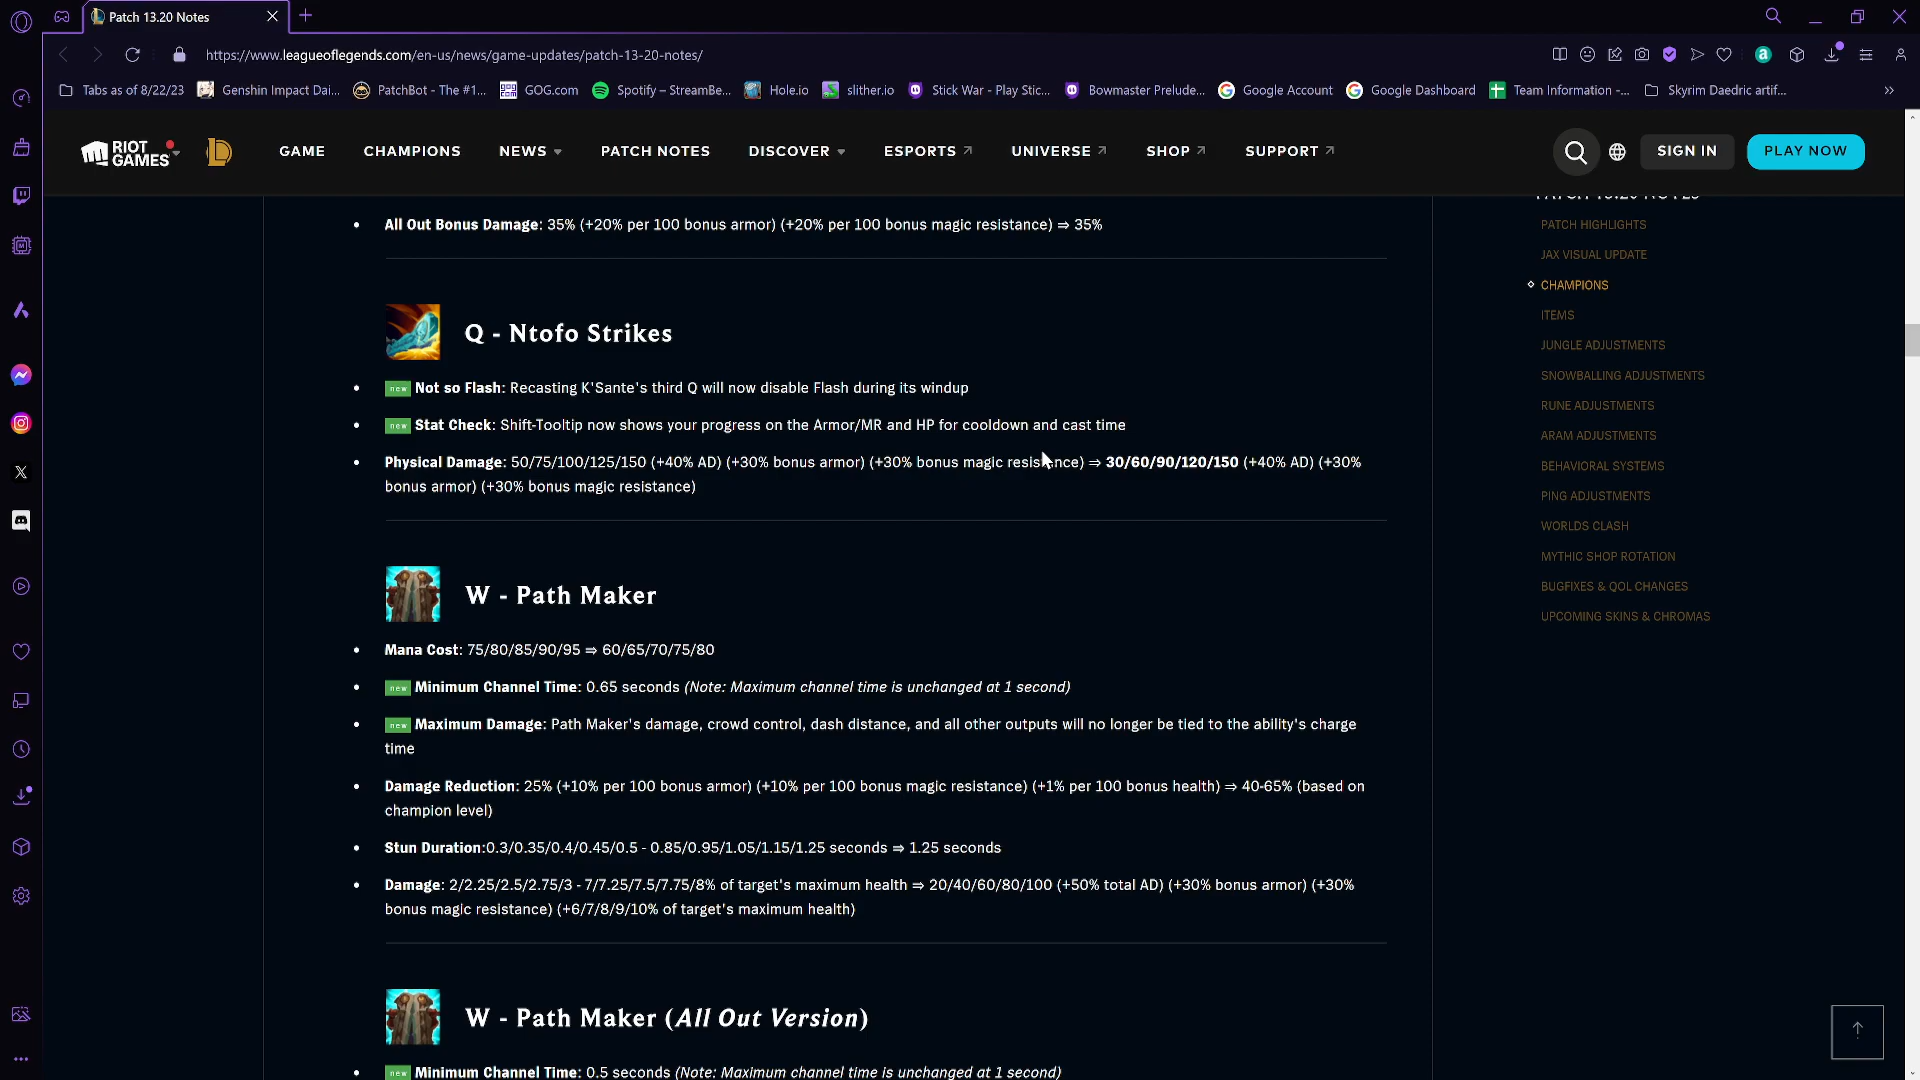 Patch 13.20 Notes
https://www.leagueoflegends.com/en-us/news/game-updates/patch-13-20-notes/
Tabs as of 8/22/23 Genshin Impact Dai... PatchBot - The #1... GOG.com Spotify – StreamBe... Hole.io slither.io Stick War - Play Stic... Bowmaster Prelude... Google Account Google Dashboard Team Information -... Skyrim Daedric artif... »
RIOT GAMES GAME CHAMPIONS NEWS PATCH NOTES DISCOVER ESPORTS UNIVERSE SHOP SUPPORT SIGN IN PLAY NOW
• All Out Bonus Damage: 35% (+20% per 100 bonus armor) (+20% per 100 bonus magic resistance) ⇒ 35%
Q - Ntofo Strikes
• new Not so Flash: Recasting K'Sante's third Q will now disable Flash during its windup
• new Stat Check: Shift-Tooltip now shows your progress on the Armor/MR and HP for cooldown and cast time
• Physical Damage: 50/75/100/125/150 (+40% AD) (+30% bonus armor) (+30% bonus magic resistance) ⇒ 30/60/90/120/150 (+40% AD) (+30%
bonus armor) (+30% bonus magic resistance)
W - Path Maker
• Mana Cost: 75/80/85/90/95 ⇒ 60/65/70/75/80
• new Minimum Channel Time: 0.65 seconds (Note: Maximum channel time is unchanged at 1 second)
• new Maximum Damage: Path Maker's damage, crowd control, dash distance, and all other outputs will no longer be tied to the ability's charge
time
• Damage Reduction: 25% (+10% per 100 bonus armor) (+10% per 100 bonus magic resistance) (+1% per 100 bonus health) ⇒ 40-65% (based on
champion level)
• Stun Duration:0.3/0.35/0.4/0.45/0.5 - 0.85/0.95/1.05/1.15/1.25 seconds ⇒ 1.25 seconds
• Damage: 2/2.25/2.5/2.75/3 - 7/7.25/7.5/7.75/8% of target's maximum health ⇒ 20/40/60/80/100 (+50% total AD) (+30% bonus armor) (+30%
bonus magic resistance) (+6/7/8/9/10% of target's maximum health)
W - Path Maker (All Out Version)
• new Minimum Channel Time: 0.5 seconds (Note: Maximum channel time is unchanged at 1 second)
PATCH 13.20 NOTES
PATCH HIGHLIGHTS
JAX VISUAL UPDATE
CHAMPIONS
ITEMS
JUNGLE ADJUSTMENTS
SNOWBALLING ADJUSTMENTS
RUNE ADJUSTMENTS
ARAM ADJUSTMENTS
BEHAVIORAL SYSTEMS
PING ADJUSTMENTS
WORLDS CLASH
MYTHIC SHOP ROTATION
BUGFIXES & QOL CHANGES
UPCOMING SKINS & CHROMAS